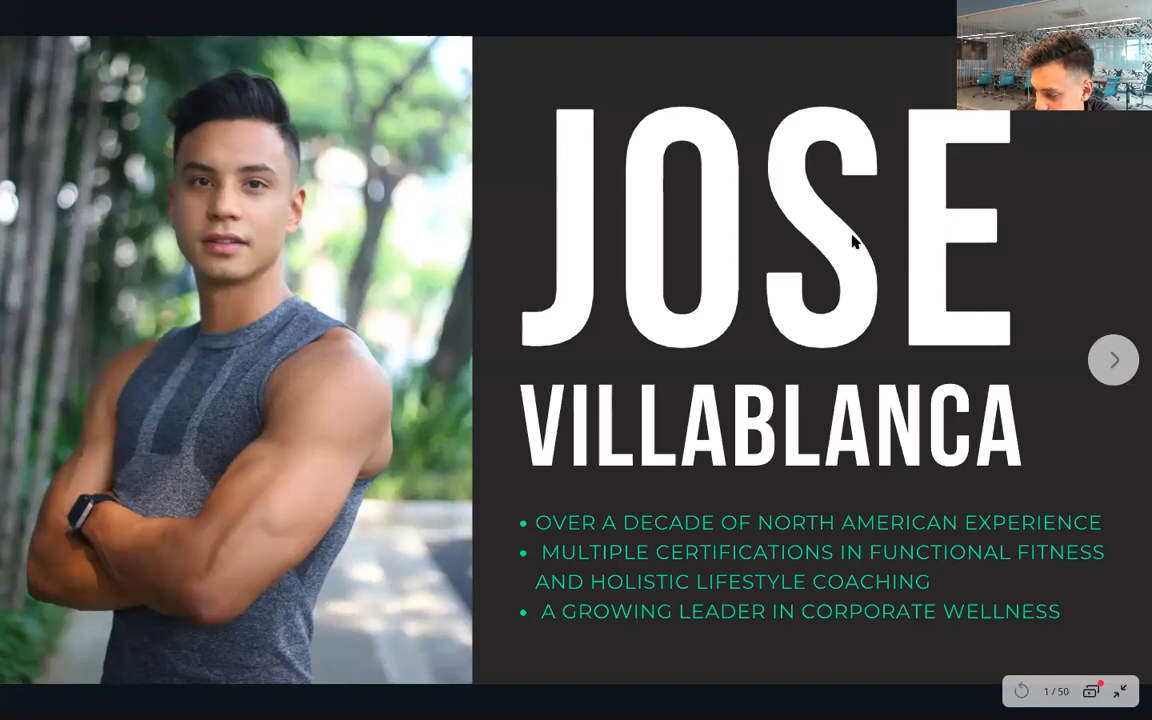 JOSE
VILLABLANCA
• OVER A DECADE OF NORTH AMERICAN EXPERIENCE
• MULTIPLE CERTIFICATIONS IN FUNCTIONAL FITNESS
AND HOLISTIC LIFESTYLE COACHING
• A GROWING LEADER IN CORPORATE WELLNESS
1 / 50